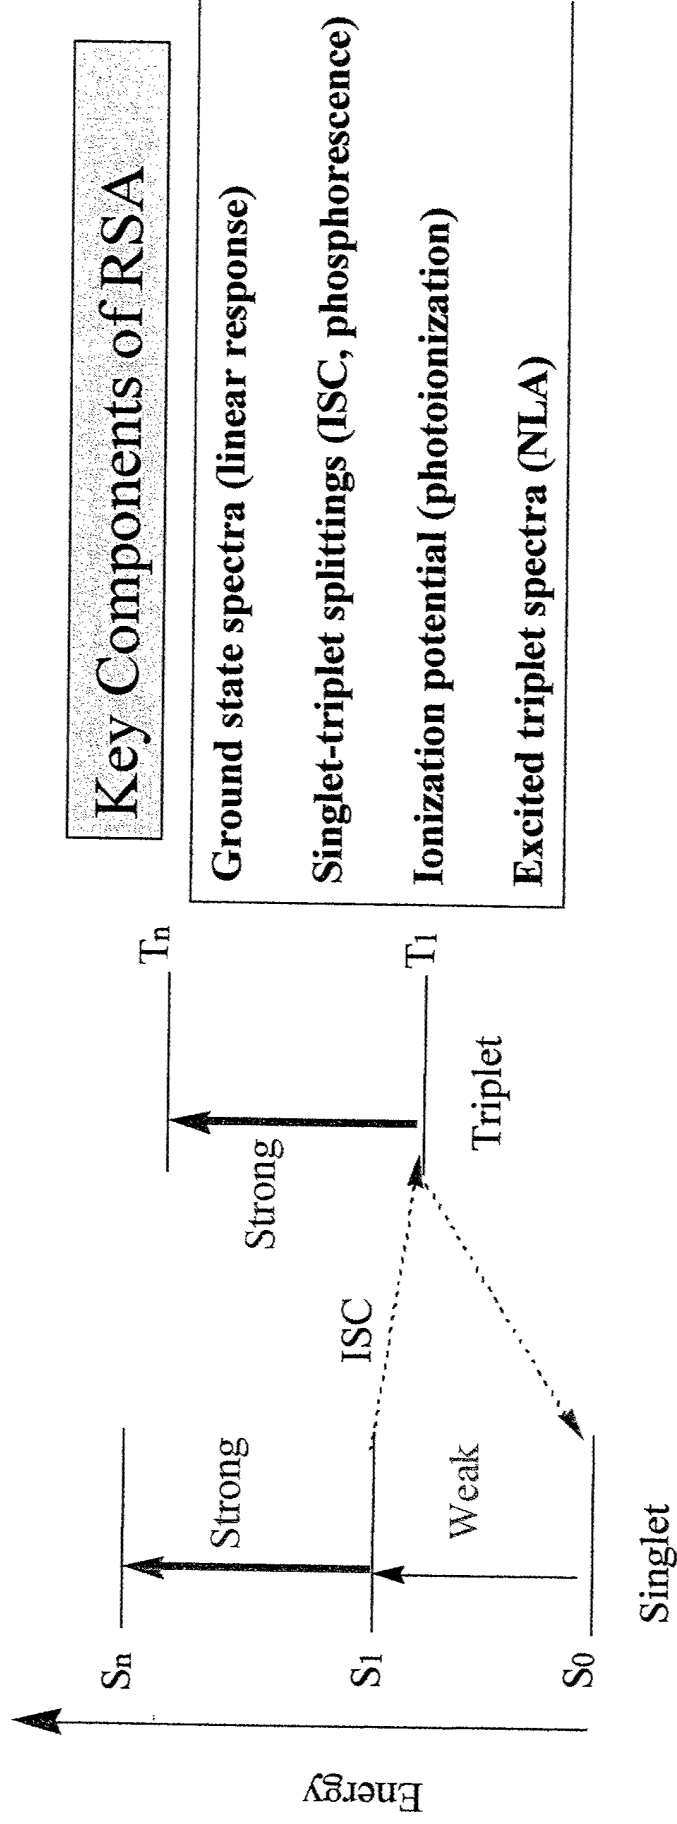 Key Components of RSA
Energy
Sn
S1
S0
Strong
Weak
Singlet
ISC
Strong
Tn
T1
Triplet
Ground state spectra (linear response)
Singlet-triplet splittings (ISC, phosphorescence)
Ionization potential (photoionization)
Excited triplet spectra (NLA)